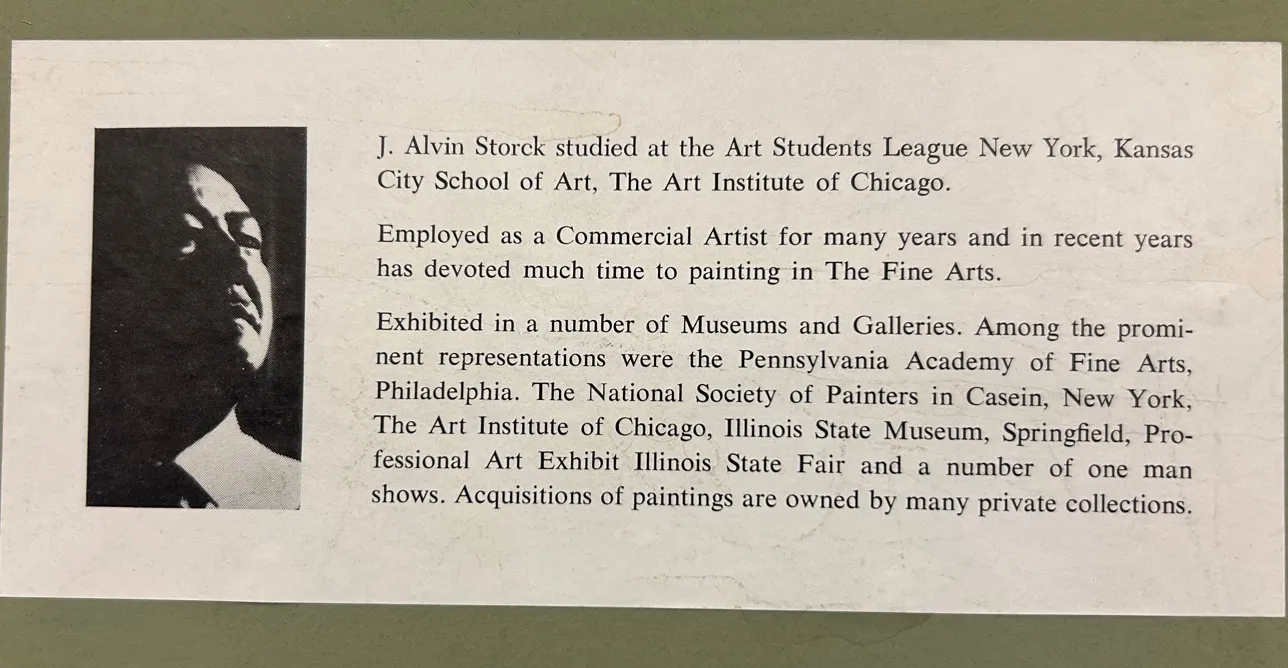 J. Alvin Storck studied at the Art Students League New York, Kansas
City School of Art, The Art Institute of Chicago.
Employed as a Commercial Artist for many years and in recent years
has devoted much time to painting in The Fine Arts.
Exhibited in a number of Museums and Galleries. Among the promi-
nent representations were the Pennsylvania Academy of Fine Arts,
Philadelphia. The National Society of Painters in Casein, New York,
The Art Institute of Chicago, Illinois State Museum, Springfield, Pro-
fessional Art Exhibit Illinois State Fair and a number of one man
shows. Acquisitions of paintings are owned by many private collections.